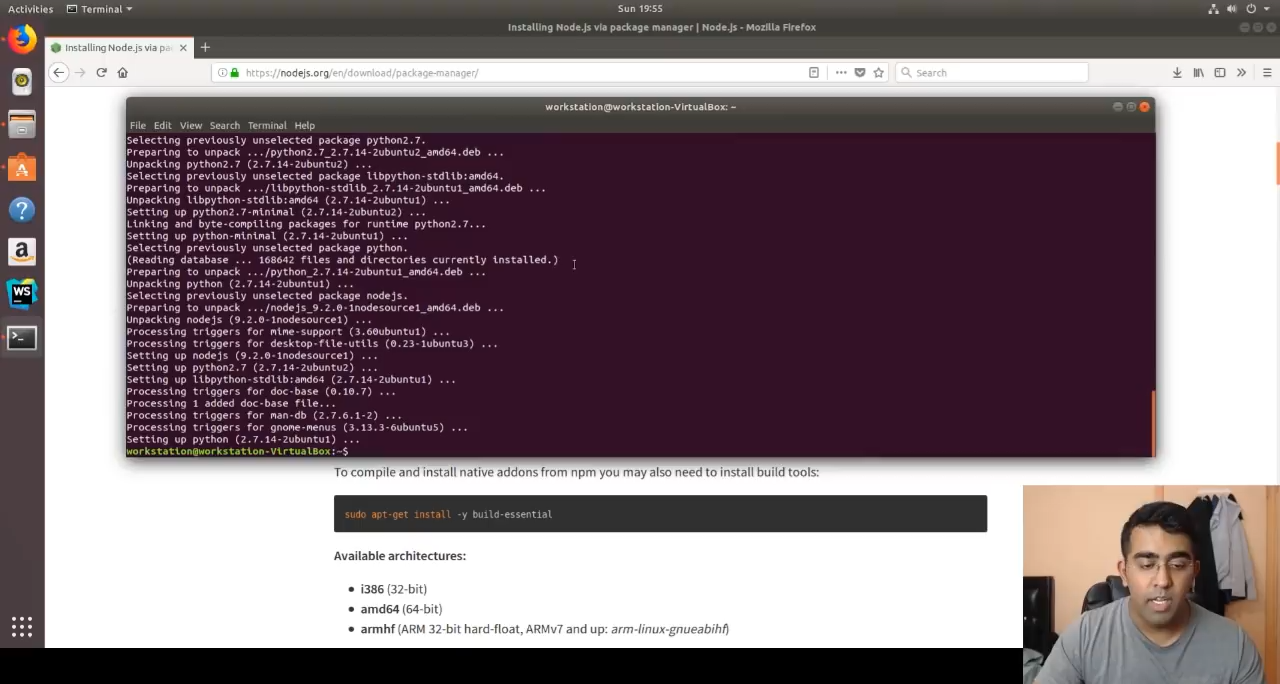 Activities
Terminal
Sun 19:55
Installing Node.js via package manager | Node.js - Mozilla Firefox
Installing Node.js via pa
https://nodejs.org/en/download/package-manager/
Search
workstation@workstation-VirtualBox: ~
File Edit View Search Terminal Help
Selecting previously unselected package python2.7.
Preparing to unpack .../python2.7_2.7.14-2ubuntu2_amd64.deb ...
Unpacking python2.7 (2.7.14-2ubuntu2) ...
Selecting previously unselected package libpython-stdlib:amd64.
Preparing to unpack .../libpython-stdlib_2.7.14-2ubuntu1_amd64.deb ...
Unpacking libpython-stdlib:amd64 (2.7.14-2ubuntu1) ...
Setting up python2.7-minimal (2.7.14-2ubuntu2) ...
Linking and byte-compiling packages for runtime python2.7...
Setting up python-minimal (2.7.14-2ubuntu1) ...
Selecting previously unselected package python.
(Reading database ... 168642 files and directories currently installed.)
Preparing to unpack .../python_2.7.14-2ubuntu1_amd64.deb ...
Unpacking python (2.7.14-2ubuntu1) ...
Selecting previously unselected package nodejs.
Preparing to unpack .../nodejs_9.2.0-1nodesource1_amd64.deb ...
Unpacking nodejs (9.2.0-1nodesource1) ...
Processing triggers for mime-support (3.60ubuntu1) ...
Processing triggers for desktop-file-utils (0.23-1ubuntu3) ...
Setting up nodejs (9.2.0-1nodesource1) ...
Setting up python2.7 (2.7.14-2ubuntu2) ...
Setting up libpython-stdlib:amd64 (2.7.14-2ubuntu1) ...
Processing triggers for doc-base (0.10.7) ...
Processing 1 added doc-base file...
Processing triggers for man-db (2.7.6.1-2) ...
Processing triggers for gnome-menus (3.13.3-6ubuntu5) ...
Setting up python (2.7.14-2ubuntu1) ...
workstation@workstation-VirtualBox:~$
To compile and install native addons from npm you may also need to install build tools:
sudo apt-get install -y build-essential
Available architectures:
i386 (32-bit)
amd64 (64-bit)
armhf (ARM 32-bit hard-float, ARMv7 and up: arm-linux-gnueabihf)
WS